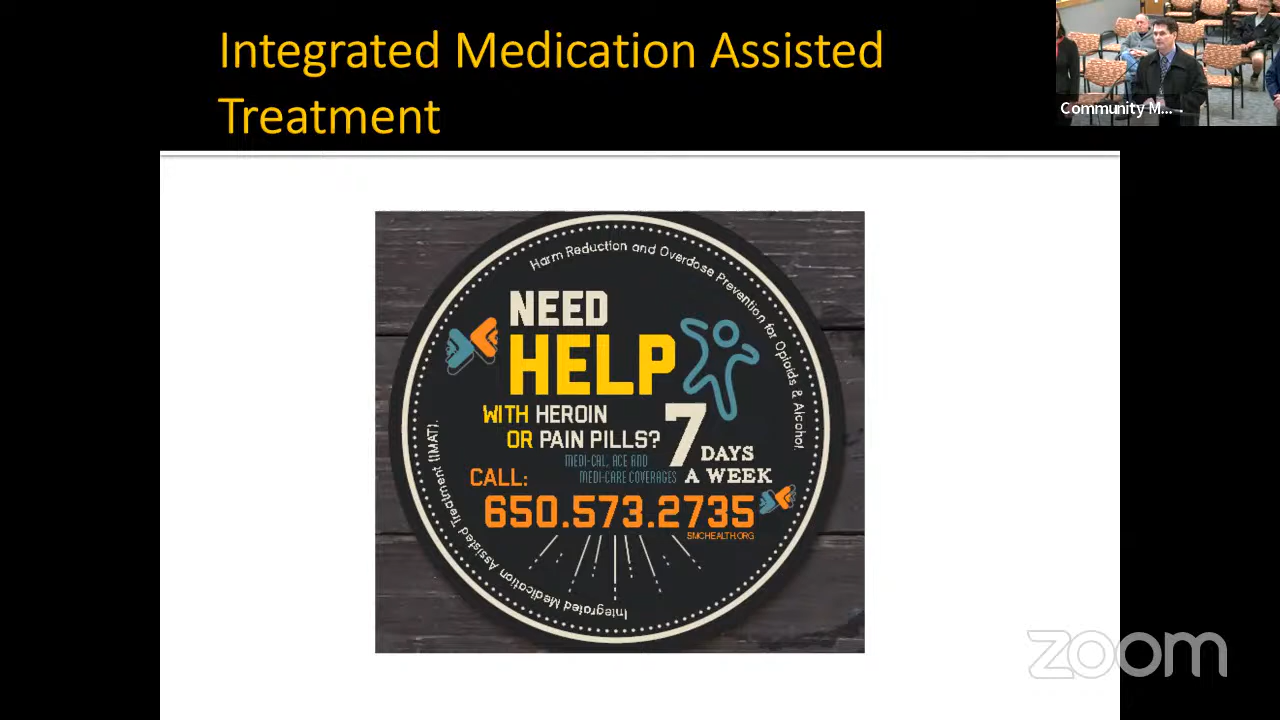 Integrated Medication Assisted
Treatment
Community M...
Harm Reduction and Overdose Prevention for Opioids & Alcohol.
NEED
HELP
WITH HEROIN
OR PAIN PILLS?
7 DAYS
A WEEK
MEDI-CAL, ACE AND
MEDI-CARE COVERAGES
CALL:
650.573.2735
SMCHEALTH.ORG
Integrated Medication Assisted Treatment (IMAT).
zoom